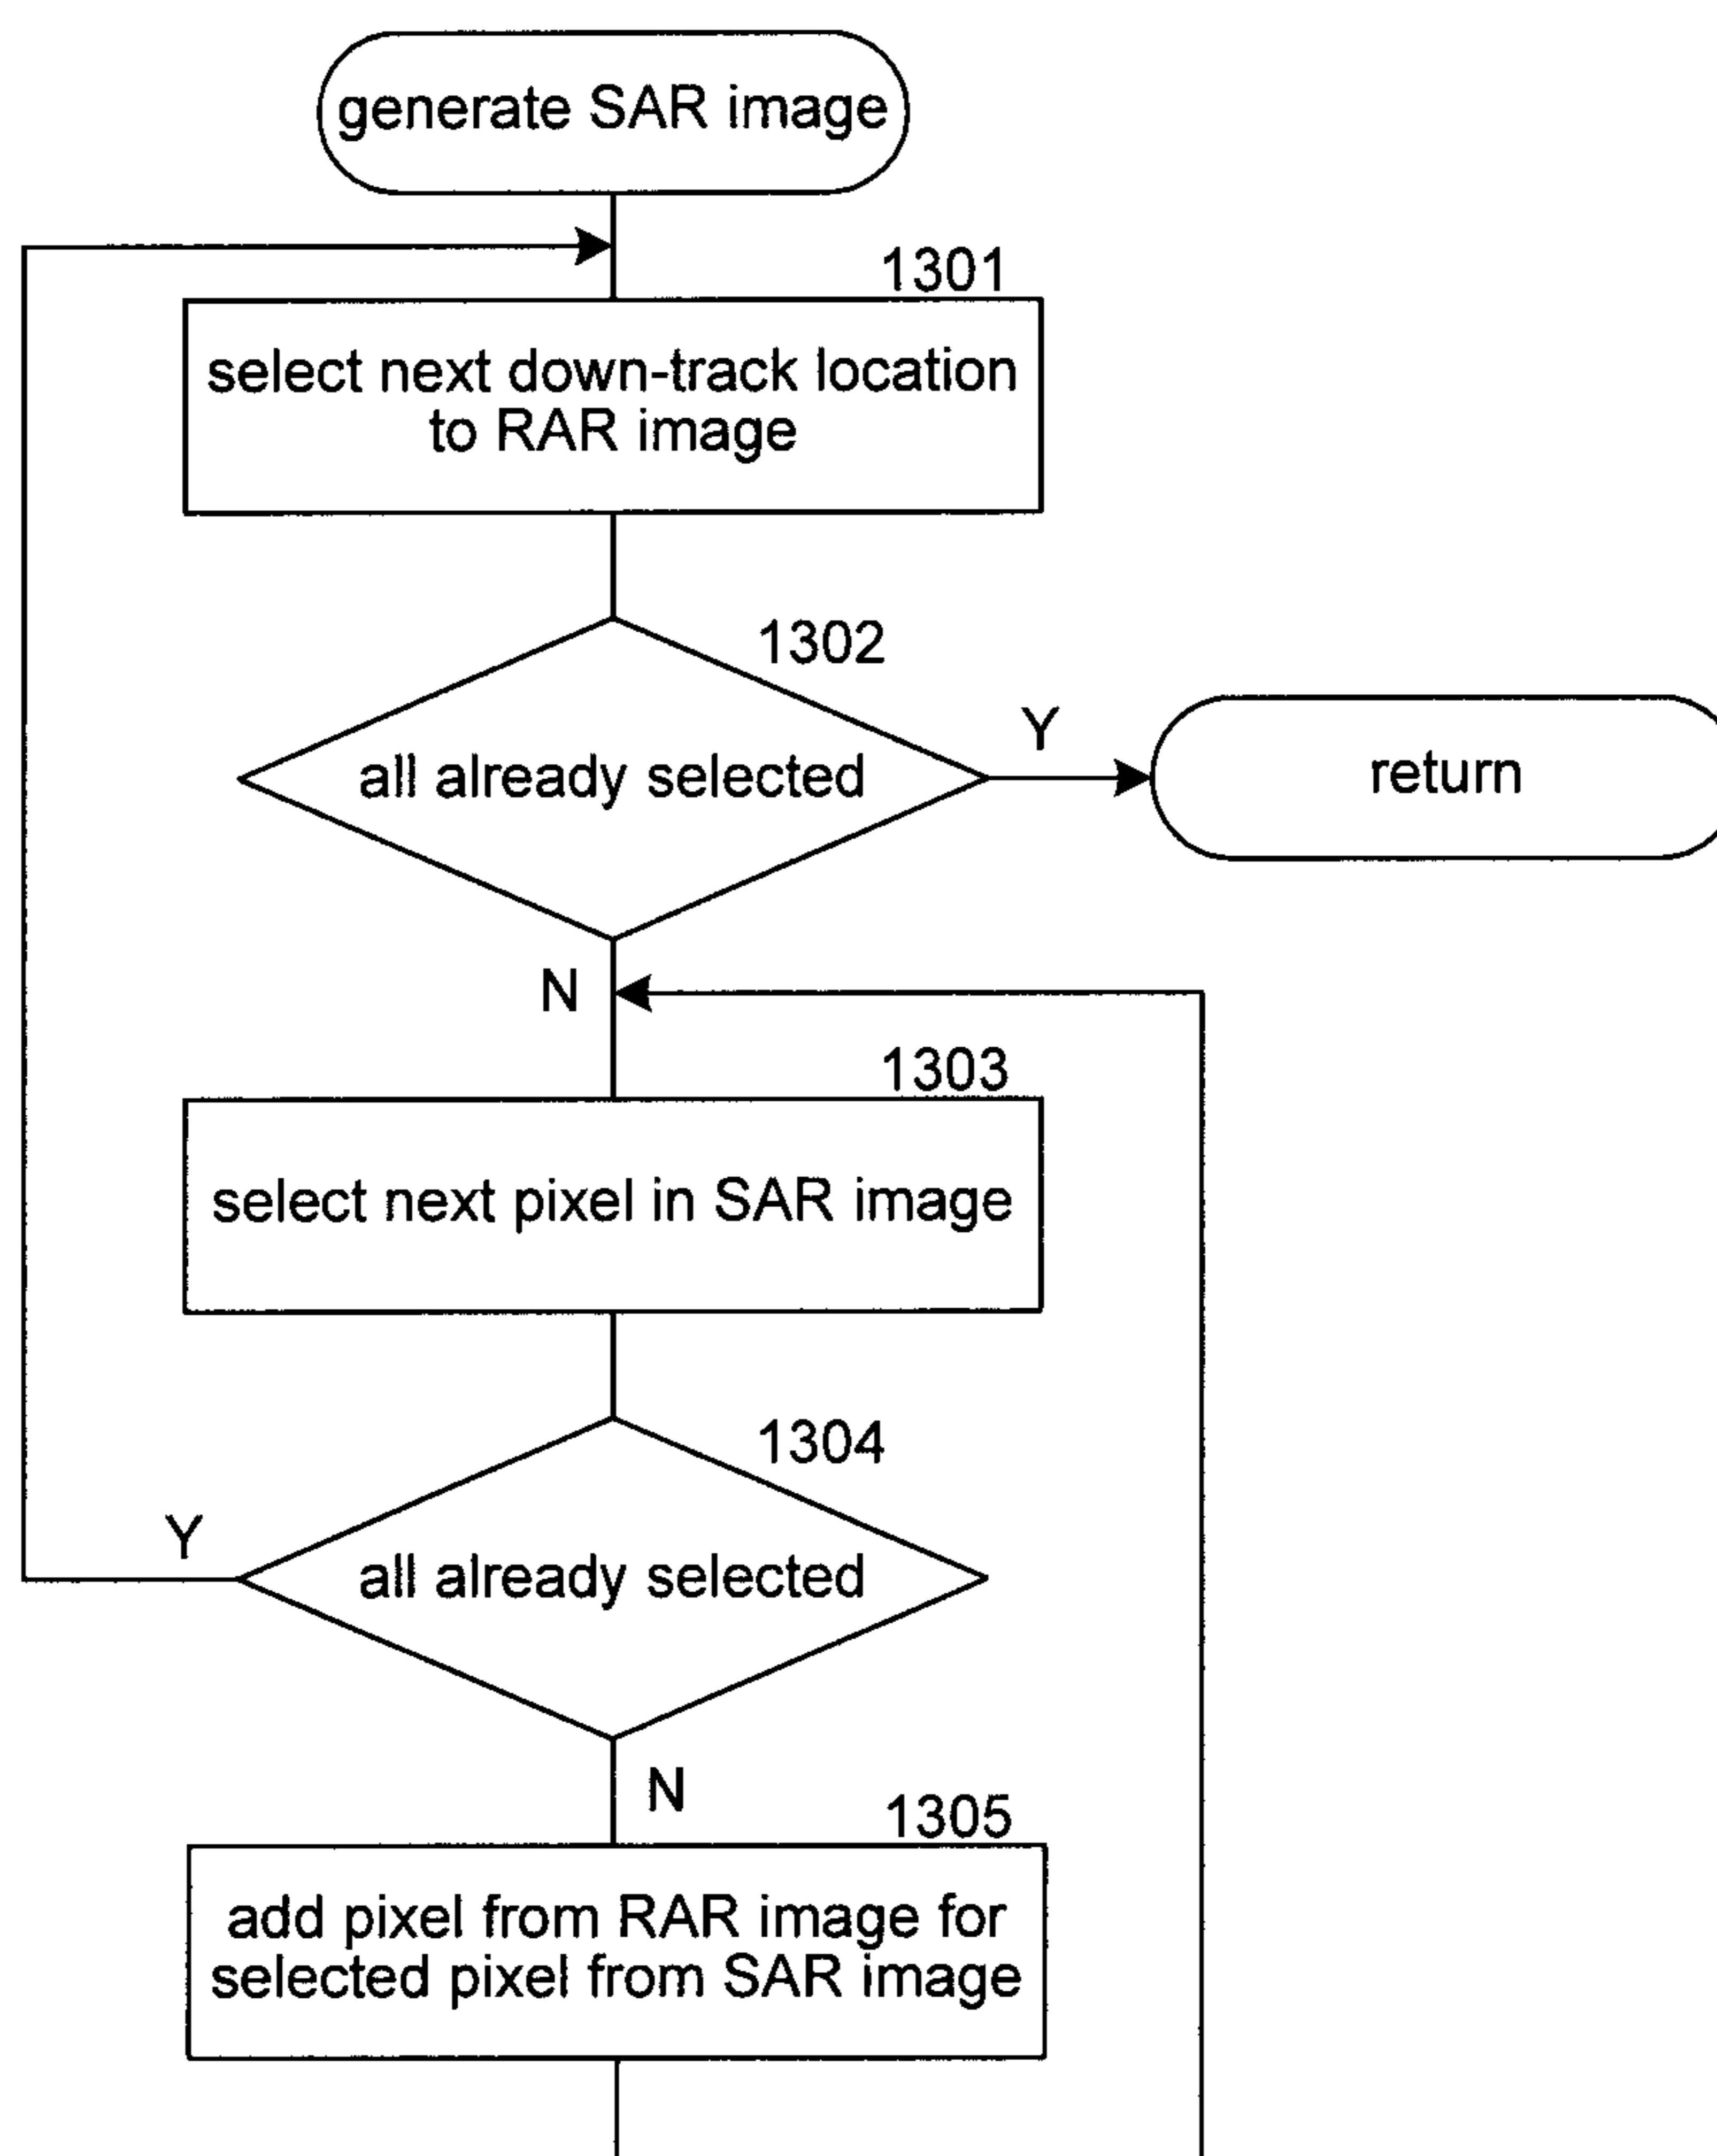 generate SAR image
1301
select next down-track location
to RAR image
1302
all already selected
Y
return
N
1303
select next pixel in SAR image
1304
all already selected
Y
N
1305
add pixel from RAR image for
selected pixel from SAR image